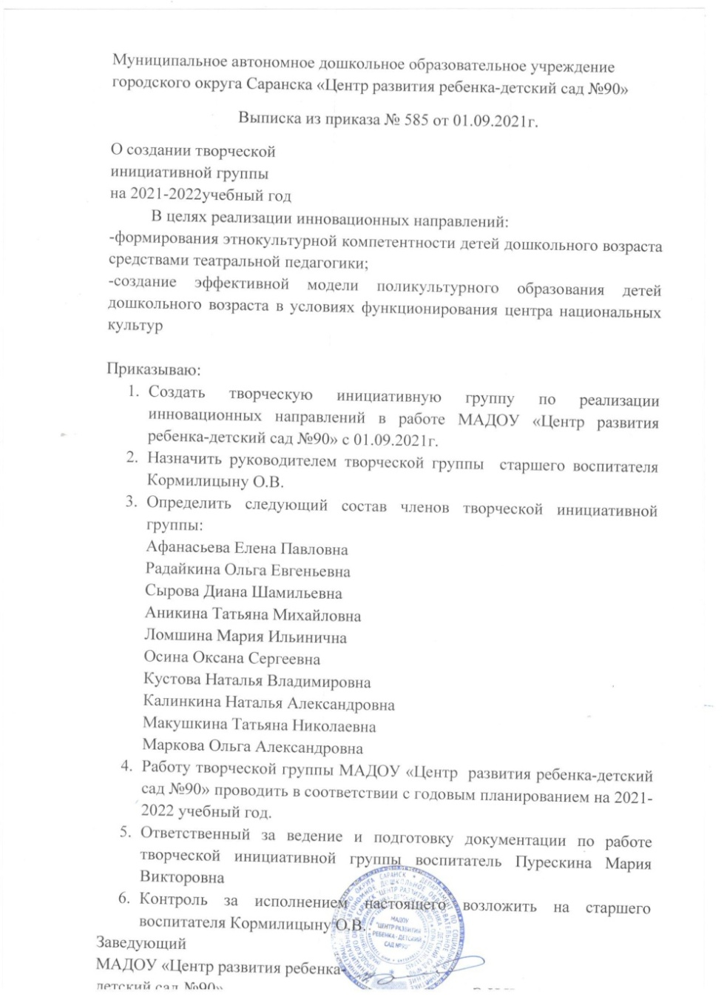 Муниципальное автономное дошкольное образовательное учреждение
городского округа Саранска «Центр развития ребенка-детский сад №90»
Выписка из приказа № 585 от 01.09.2021г.
О создании творческой
инициативной группы
на 2021-2022учебный год
В целях реализации инновационных направлений:
-формирования этнокультурной компетентности детей дошкольного возраста
средствами театральной педагогики;
-создание эффективной модели поликультурного образования детей
дошкольного возраста в условиях функционирования центра национальных
культур
Приказываю:
1. Создать творческую инициативную группу по реализации
инновационных направлений в работе МАДОУ «Центр развития
ребенка-детский сад №90» с 01.09.2021г.
2. Назначить руководителем творческой группы старшего воспитателя
Кормилицыну О.В.
3. Определить следующий состав членов творческой инициативной
группы:
Афанасьева Елена Павловна
Радайкина Ольга Евгеньевна
Сырова Диана Шамильевна
Аникина Татьяна Михайловна
Ломшина Мария Ильинична
Осина Оксана Сергеевна
Кустова Наталья Владимировна
Калинкина Наталья Александровна
Макушкина Татьяна Николаевна
Маркова Ольга Александровна
4. Работу творческой группы МАДОУ «Центр развития ребенка-детский
сад №90» проводить в соответствии с годовым планированием на 2021-
2022 учебный год.
5. Ответственный за ведение и подготовку документации по работе
творческой инициативной группы воспитатель Пурескина Мария
Викторовна
6. Контроль за исполнением настоящего возложить на старшего
воспитателя Кормилицыну О.В.
Заведующий
МАДОУ «Центр развития ребенка-
детский сад №90»
МАДОУ
"ЦЕНТР РАЗВИТИЯ
РЕБЕНКА - ДЕТСКИЙ
САД №90"